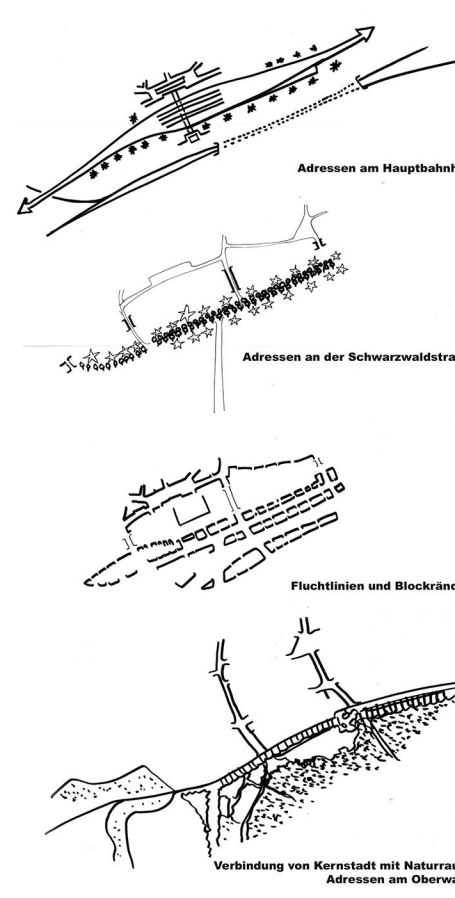 Adressen am Hauptbahnh
Adressen an der Schwarzwaldstra
Fluchtlinien und Blockränd
Verbindung von Kernstadt mit Naturrau
Adressen am Oberwa